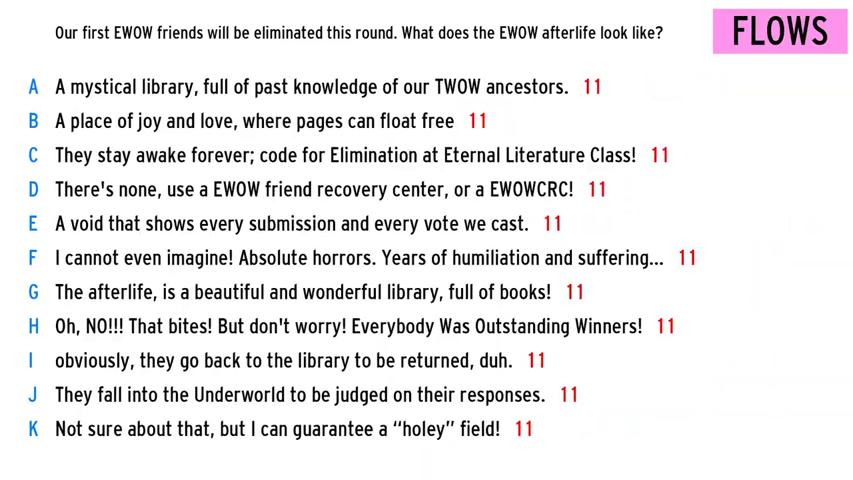 Our first EWOW friends will be eliminated this round. What does the EWOW afterlife look like?
FLOWS
A A mystical library, full of past knowledge of our TWOW ancestors. 11
B A place of joy and love, where pages can float free 11
C They stay awake forever; code for Elimination at Eternal Literature Class! 11
D There's none, use a EWOW friend recovery center, or a EWOWCRC! 11
E A void that shows every submission and every vote we cast. 11
F I cannot even imagine! Absolute horrors. Years of humiliation and suffering... 11
G The afterlife, is a beautiful and wonderful library, full of books! 11
H Oh, NO!!! That bites! But don't worry! Everybody Was Outstanding Winners! 11
I obviously, they go back to the library to be returned, duh. 11
J They fall into the Underworld to be judged on their responses. 11
K Not sure about that, but I can guarantee a “holey” field! 11